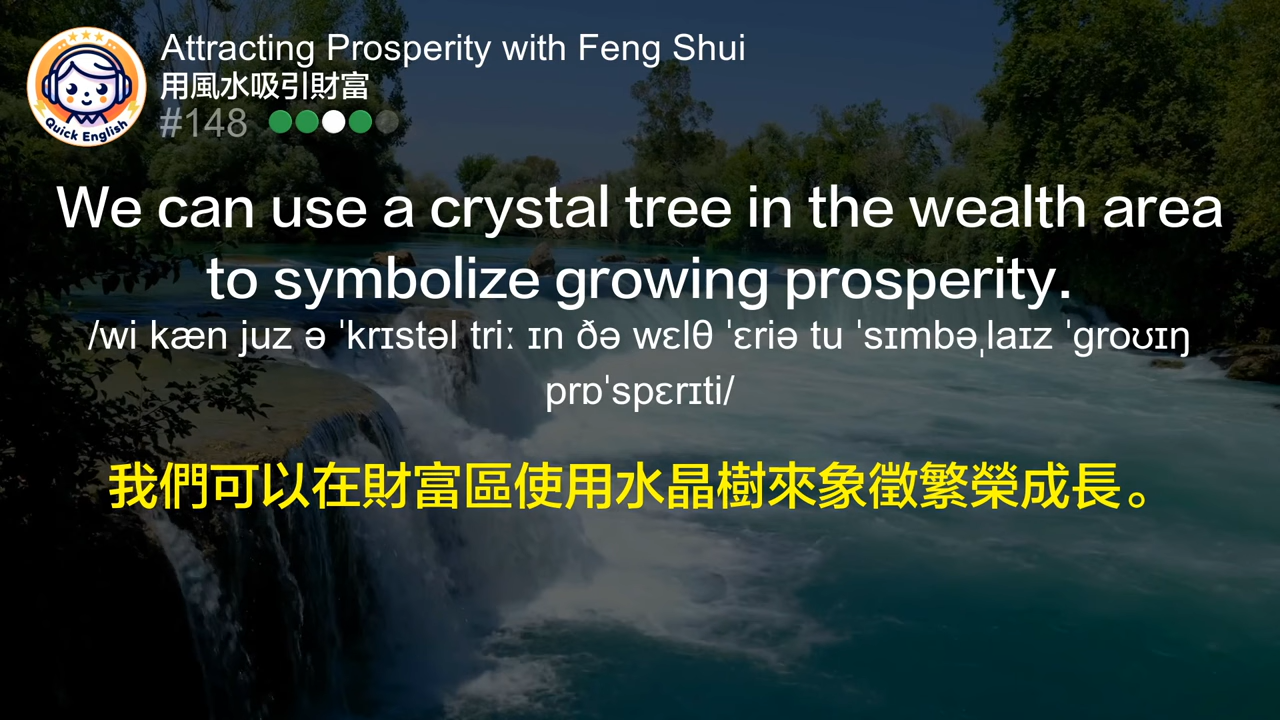 Attracting Prosperity with Feng Shui
用風水吸引財富
#148
Quick English
We can use a crystal tree in the wealth area
to symbolize growing prosperity.
/wi kæn juz ə ˈkrɪstəl triː ɪn ðə wɛlθ ˈɛriə tu ˈsɪmbəˌlaɪz ˈɡroʊɪŋ
prɒˈspɛrɪti/
我們可以在財富區使用水晶樹來象徵繁榮成長。